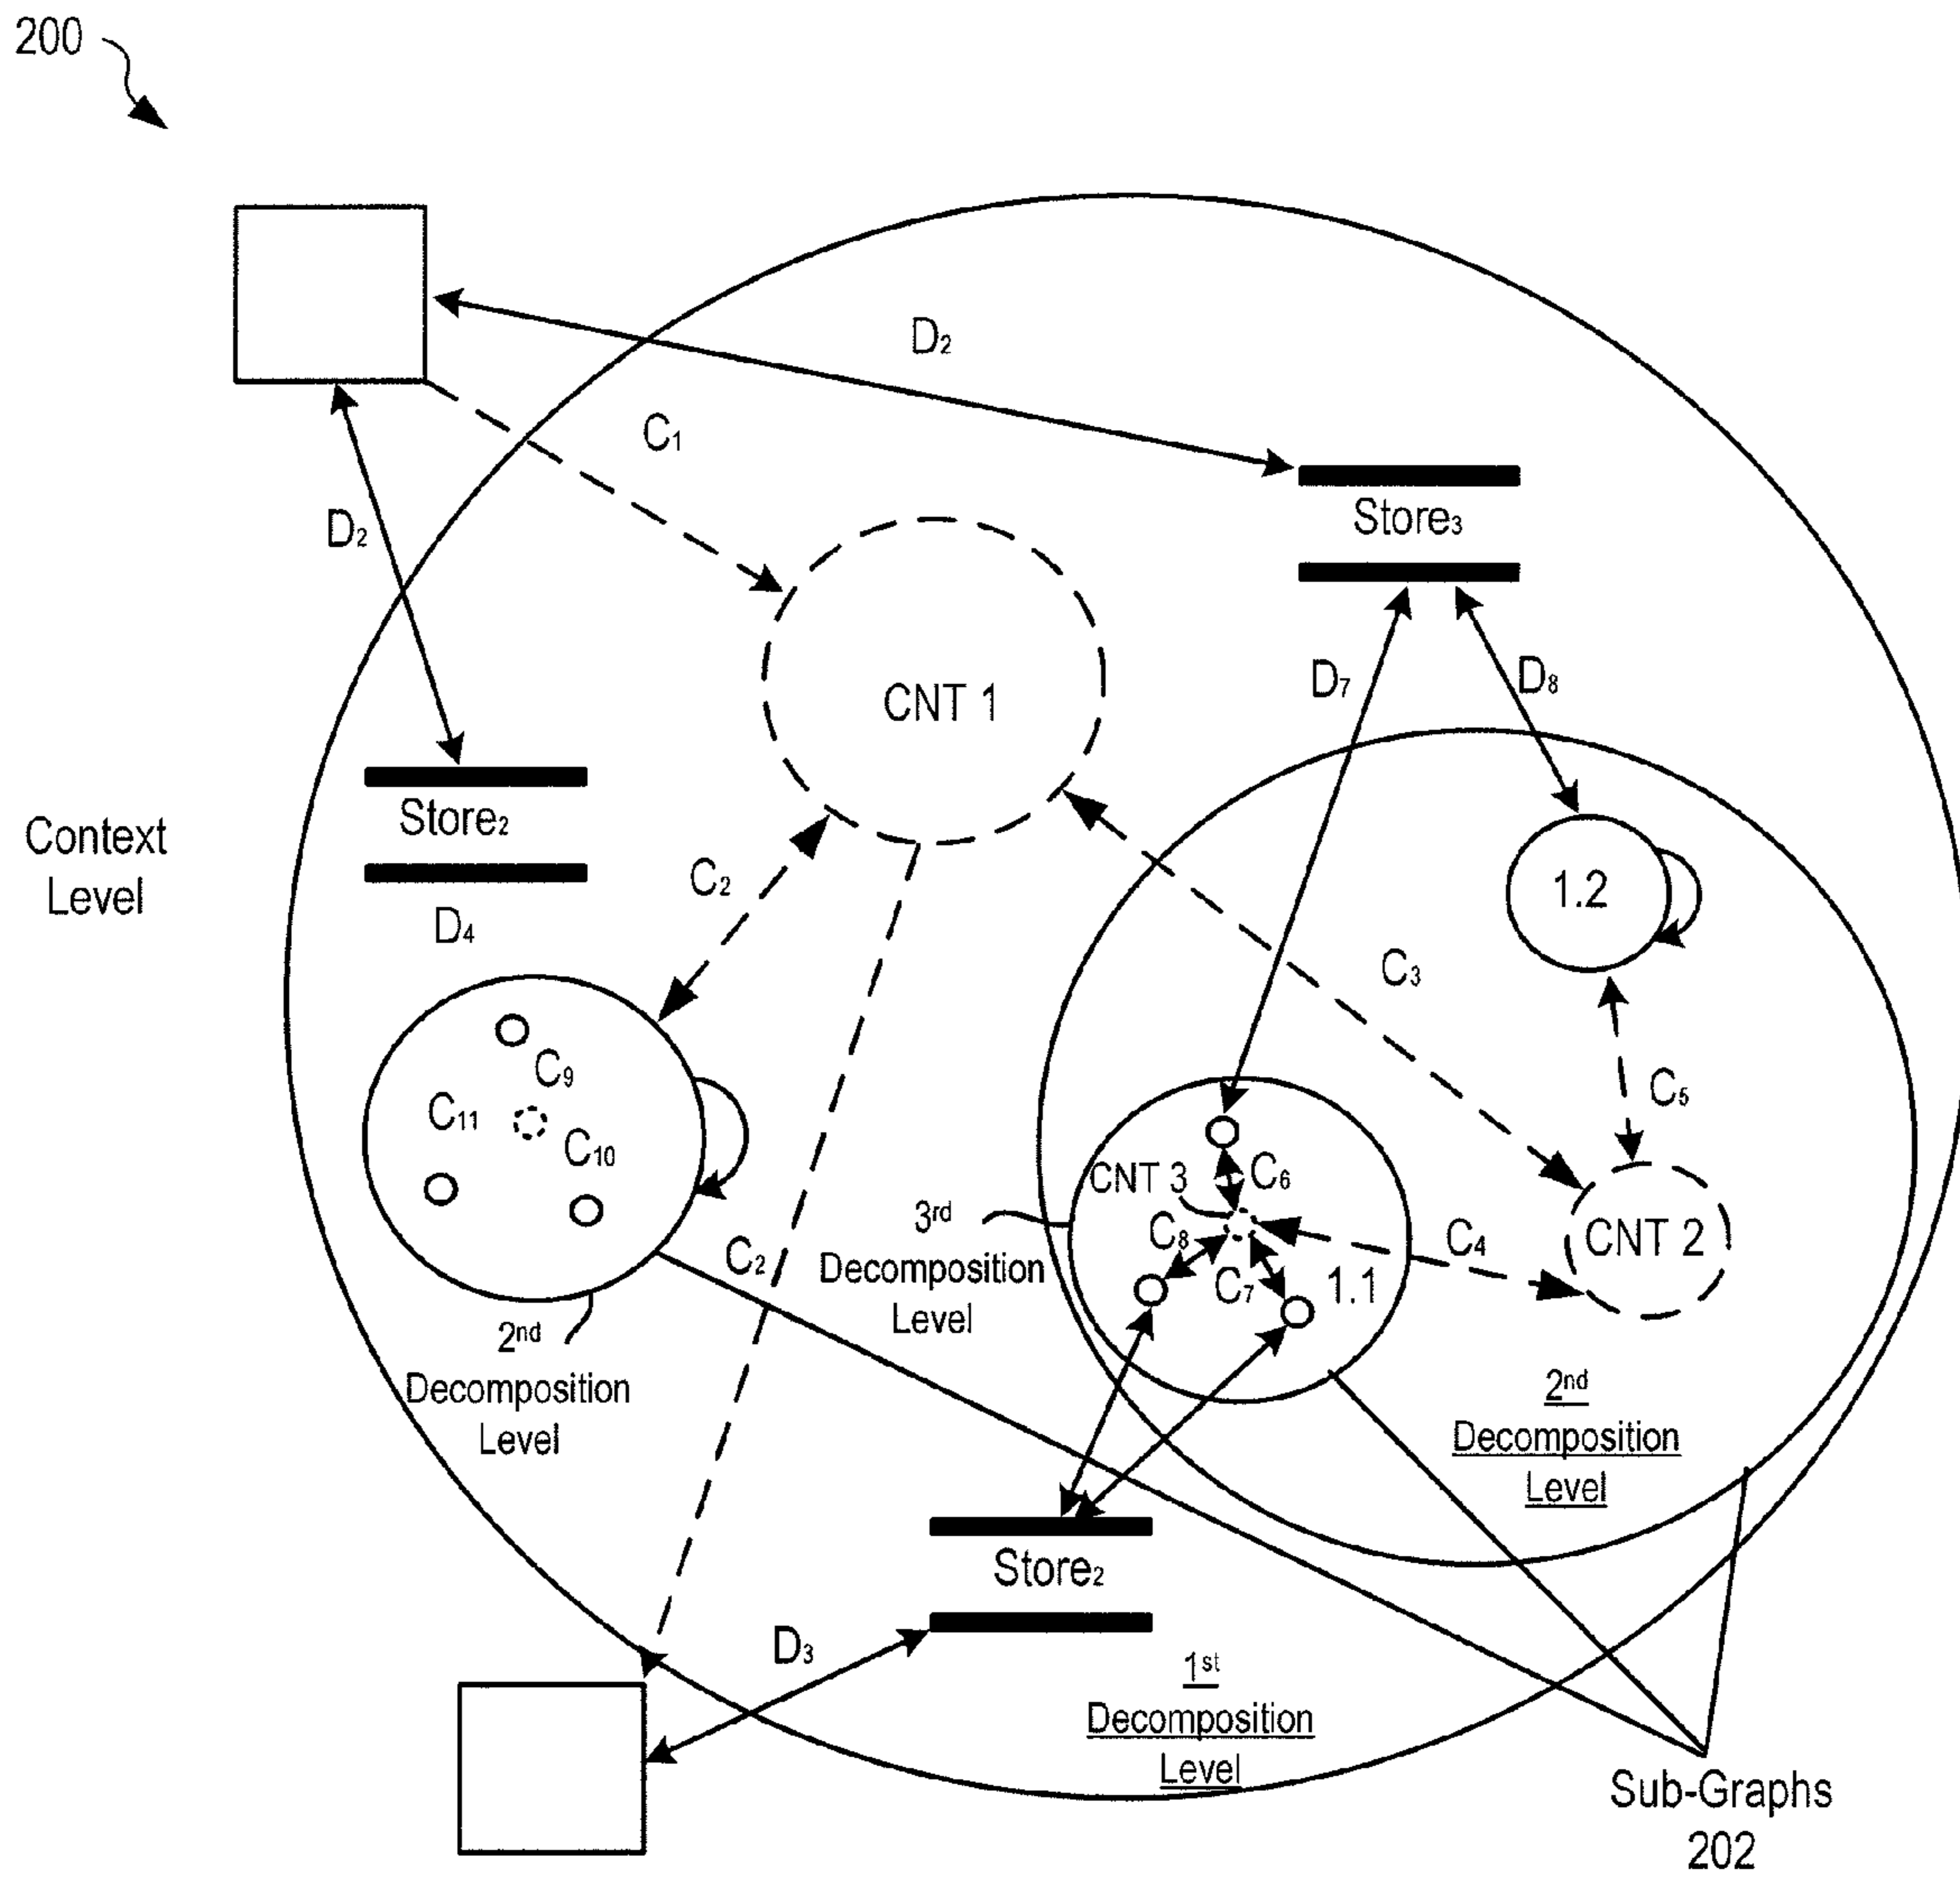 200
D2
C1
D2
Store3
CNT 1
D7
D8
Context
Level
Store2
D4
C2
1.2
C3
C9
C11
C10
C5
CNT 3
C6
3rd
Decomposition
Level
C8
C7
1.1
C4
CNT 2
C2
2nd
Decomposition
Level
2nd
Decomposition
Level
Store2
D3
1st
Decomposition
Level
Sub-Graphs
202